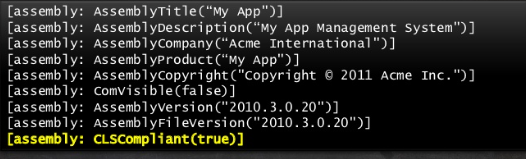 [assembly: AssemblyTitle(“My App”)]
[assembly: AssemblyDescription(“My App Management System”)]
[assembly: AssemblyCompany(“Acme International”)]
[assembly: AssemblyProduct(“My App”)]
[assembly: AssemblyCopyright("Copyright © 2011 Acme Inc.")]
[assembly: ComVisible(false)]
[assembly: AssemblyVersion("2010.3.0.20")]
[assembly: AssemblyFileVersion("2010.3.0.20")]
[assembly: CLSCompliant(true)]